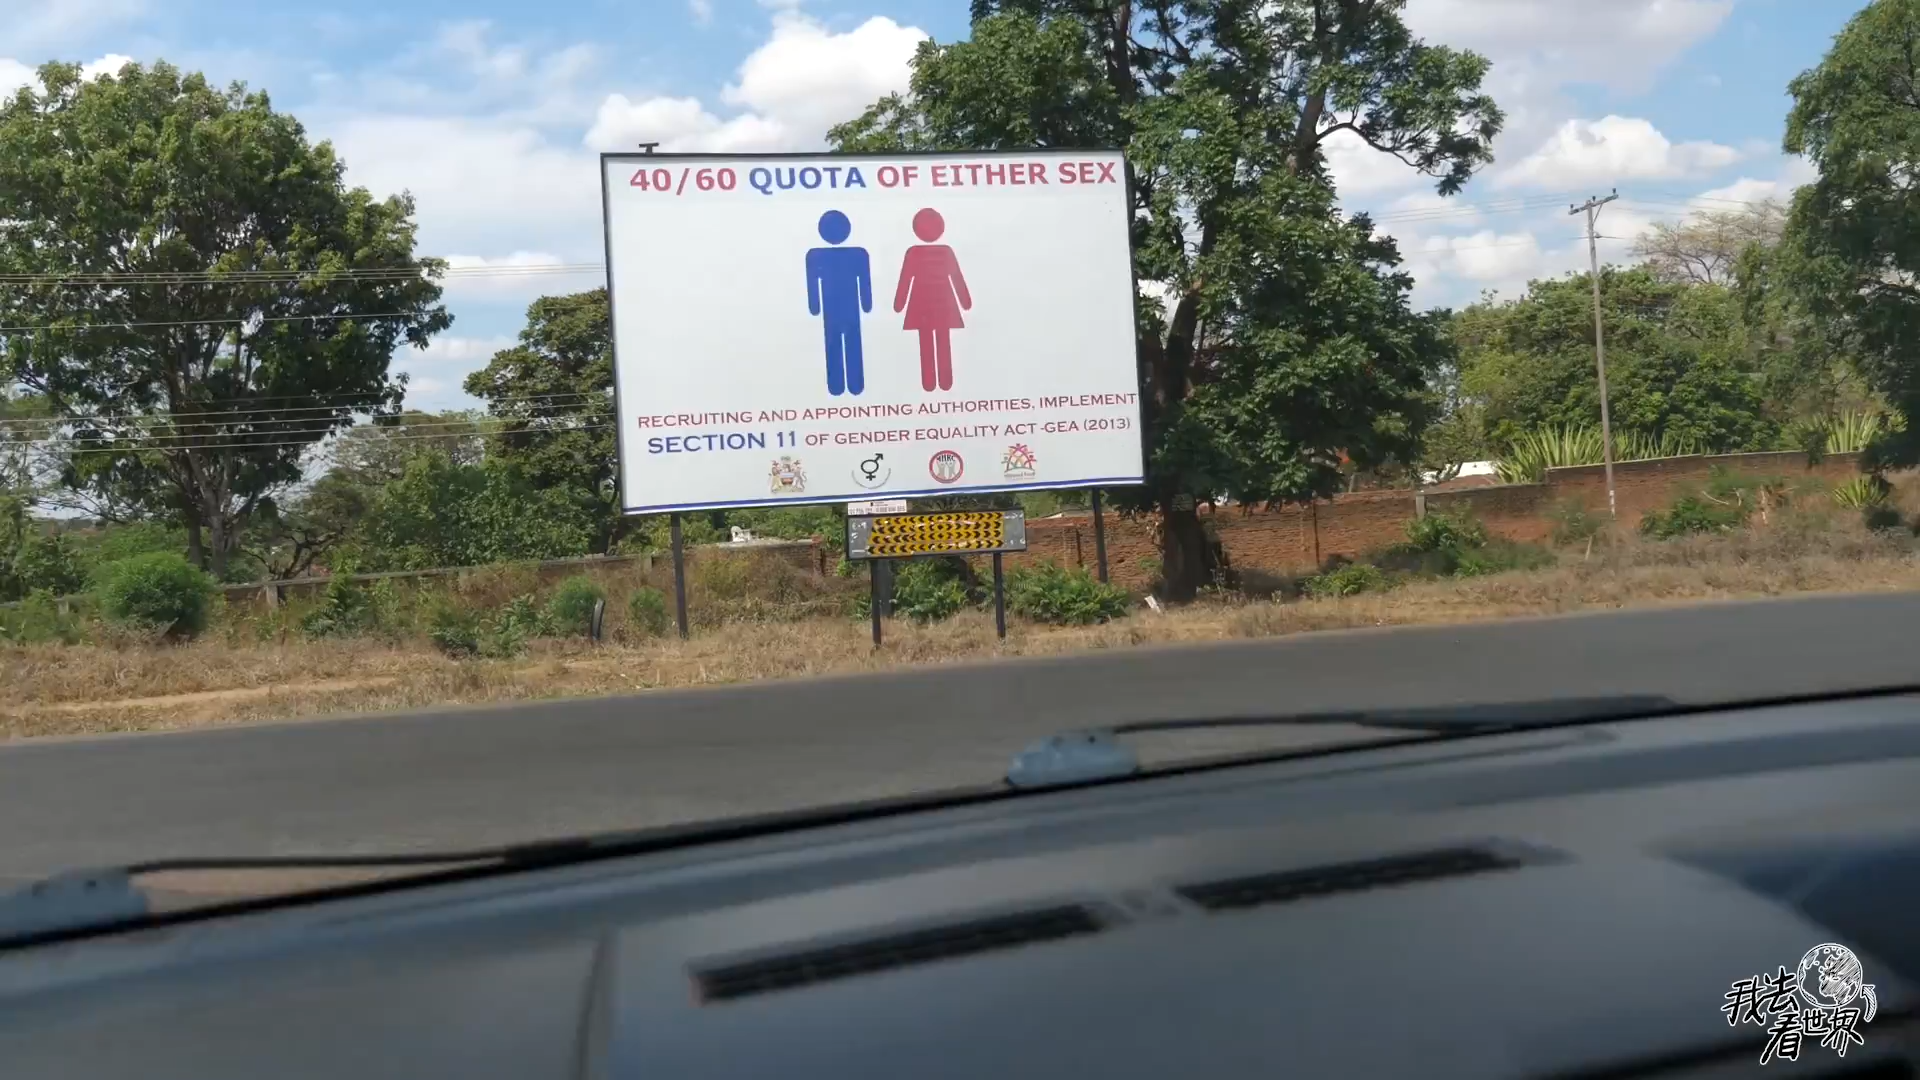 40/60 QUOTA OF EITHER SEX
RECRUITING AND APPOINTING AUTHORITIES, IMPLEMENT
SECTION 11 OF GENDER EQUALITY ACT-GEA (2013)
MHRC
我去
看世界